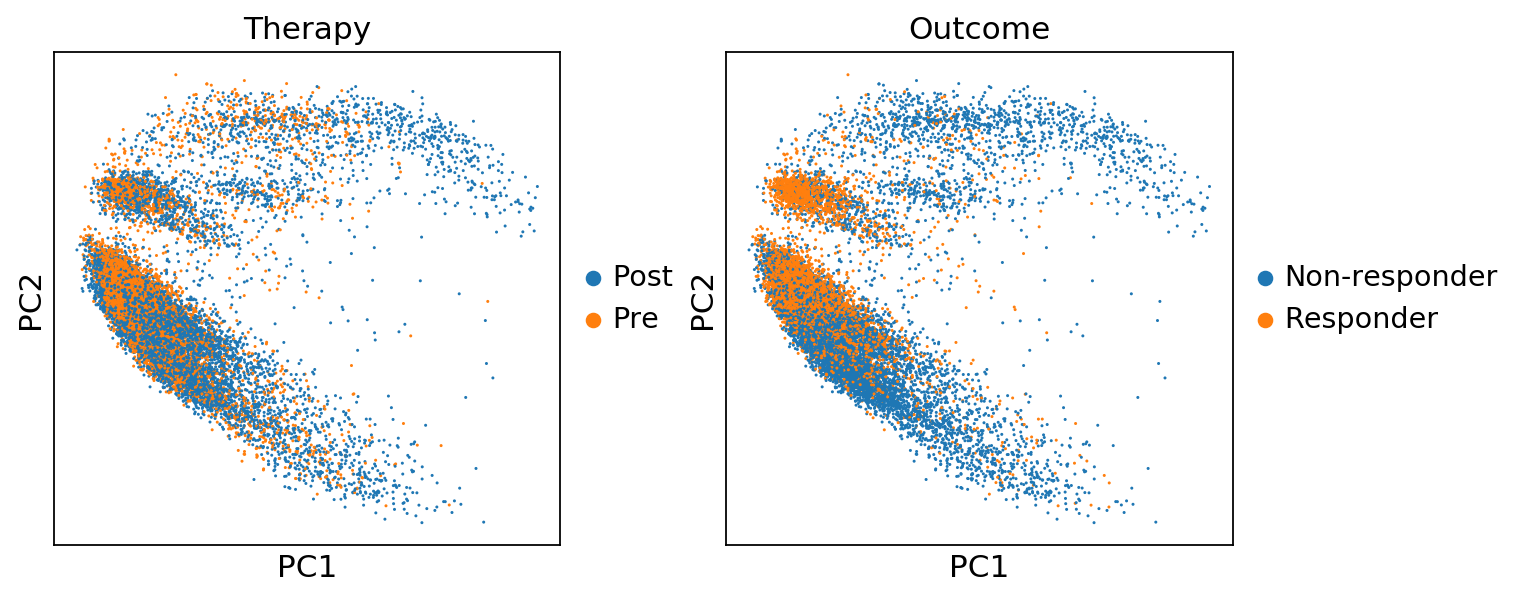 Therapy
PC2
PC1
Post
Pre
Outcome
PC2
PC1
Non-responder
Responder